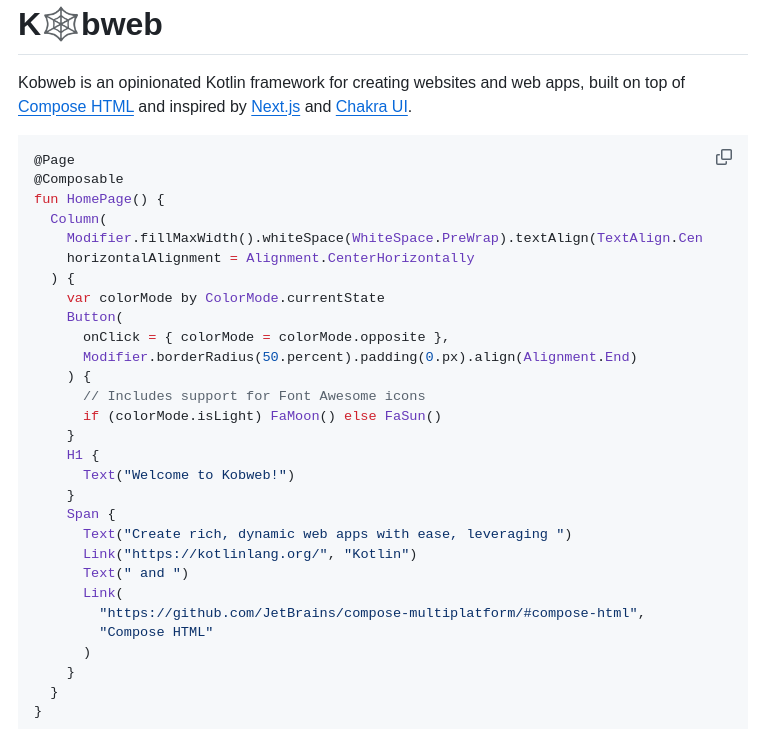 K🕸bweb
Kobweb is an opinionated Kotlin framework for creating websites and web apps, built on top of
Compose HTML and inspired by Next.js and Chakra UI.
@Page
@Composable
fun HomePage() {
  Column(
    Modifier.fillMaxWidth().whiteSpace(WhiteSpace.PreWrap).textAlign(TextAlign.Cen
    horizontalAlignment = Alignment.CenterHorizontally
  ) {
    var colorMode by ColorMode.currentState
    Button(
      onClick = { colorMode = colorMode.opposite },
      Modifier.borderRadius(50.percent).padding(0.px).align(Alignment.End)
    ) {
      // Includes support for Font Awesome icons
      if (colorMode.isLight) FaMoon() else FaSun()
    }
    H1 {
      Text("Welcome to Kobweb!")
    }
    Span {
      Text("Create rich, dynamic web apps with ease, leveraging ")
      Link("https://kotlinlang.org/", "Kotlin")
      Text(" and ")
      Link(
        "https://github.com/JetBrains/compose-multiplatform/#compose-html",
        "Compose HTML"
      )
    }
  }
}